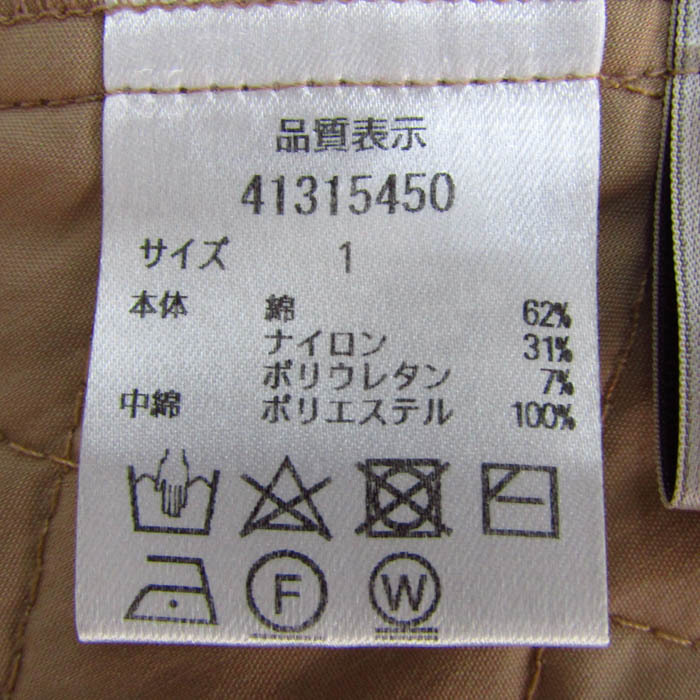 品質表示
41315450
サイズ 1
本体 綿 62%
ナイロン 31%
ポリウレタン 7%
中綿 ポリエステル 100%
F W